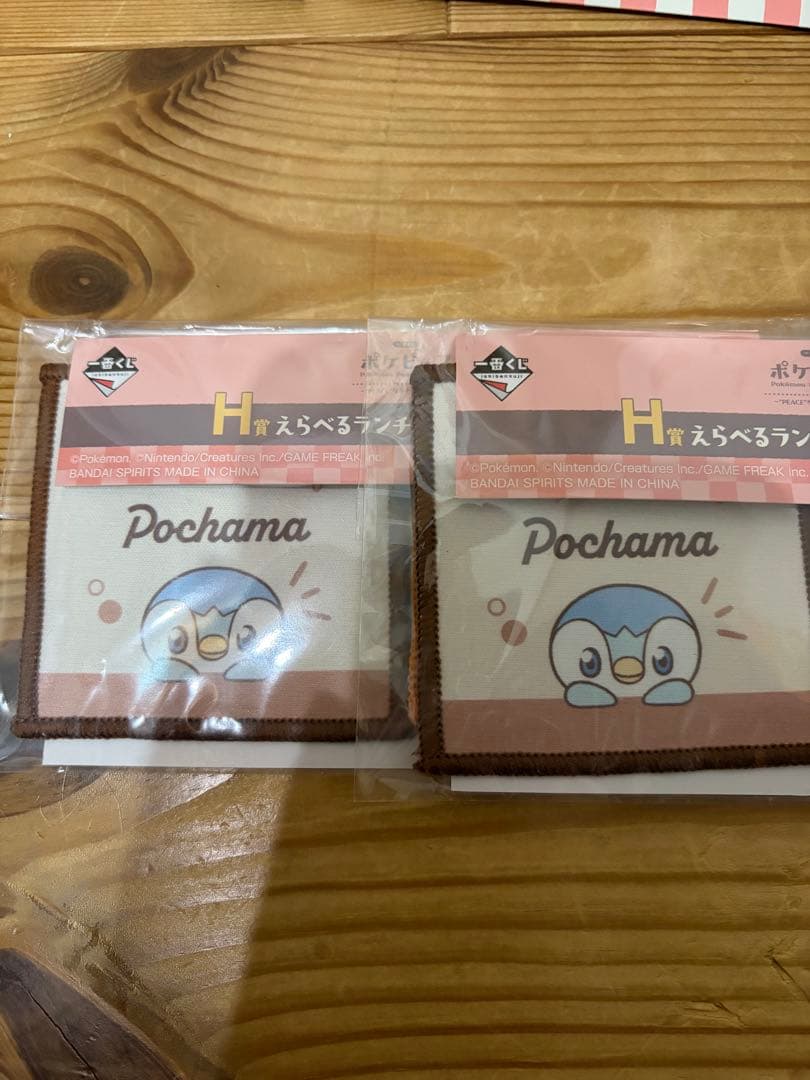 一番くじ
ICHIBANKUJI
ポケピ
H賞 えらべるランチ
©Pokémon. ©Nintendo/Creatures Inc./GAME FREAK inc.
BANDAI SPIRITS MADE IN CHINA
Pochama
一番くじ
ICHIBANKUJI
ポケ
Pokémon
~"PEACE"
H賞 えらべるラン
©Pokémon. ©Nintendo/Creatures Inc./GAME FREAK inc.
BANDAI SPIRITS MADE IN CHINA
Pochama